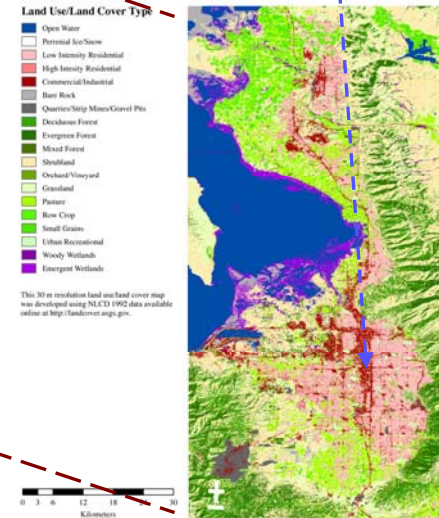 Land Use/Land Cover Type
Open Water
Perrenial Ice/Snow
Low Intensity Residential
High Intesity Residential
Commercial/Industrial
Bare Rock
Quarries/Strip Mines/Gravel Pits
Deciduous Forest
Evergreen Forest
Mixed Forest
Shrubland
Orchard/Vineyard
Grassland
Pasture
Row Crop
Small Grains
Urban Recreational
Woody Wetlands
Emergent Wetlands
This 30 m resolution land use/land cover map
was developed using NLCD 1992 data available
online at http://landcover.usgs.gov.
0 3 6 12 18 24 30
Kilometers